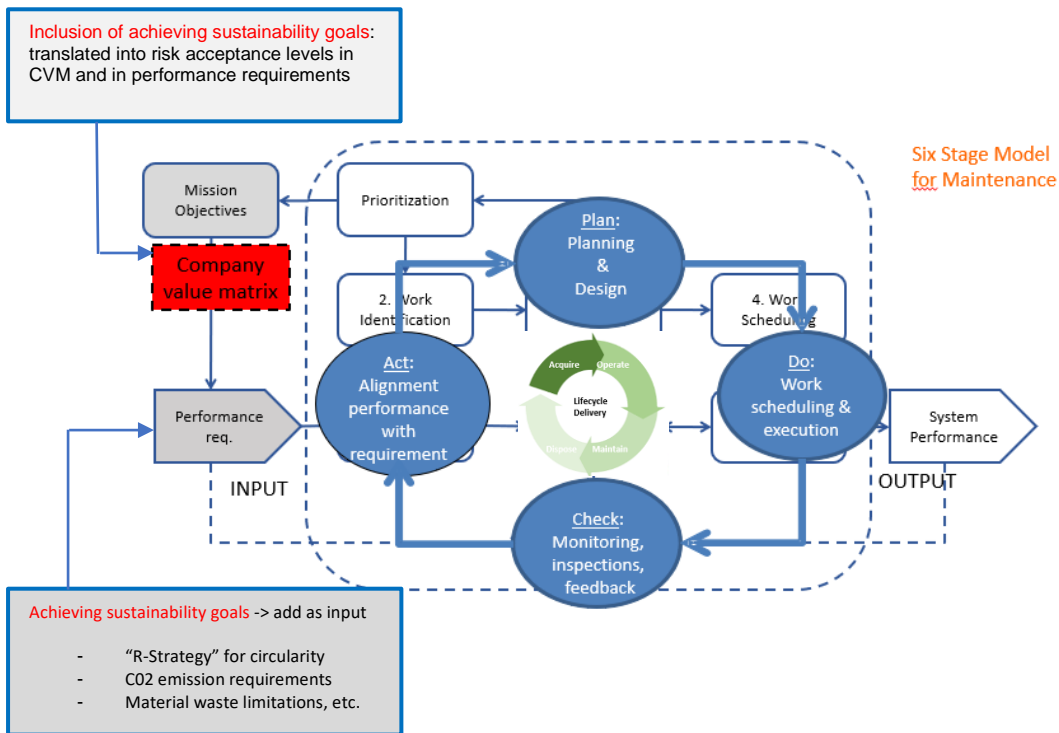 Inclusion of achieving sustainability goals:
translated into risk acceptance levels in
CVM and in performance requirements
Six Stage Model
for Maintenance
Mission
Objectives
Prioritization
Plan:
Planning
&
Design
Company
value matrix
2. Work
Identification
4. Work
Scheduling
Acquire
Operate
Lifecycle
Delivery
Dispose
Maintain
Act:
Alignment
performance
with
requirement
Do:
Work
scheduling &
execution
Performance
req.
System
Performance
INPUT
OUTPUT
Check:
Monitoring,
inspections,
feedback
Achieving sustainability goals -> add as input
- “R-Strategy” for circularity
- C02 emission requirements
- Material waste limitations, etc.